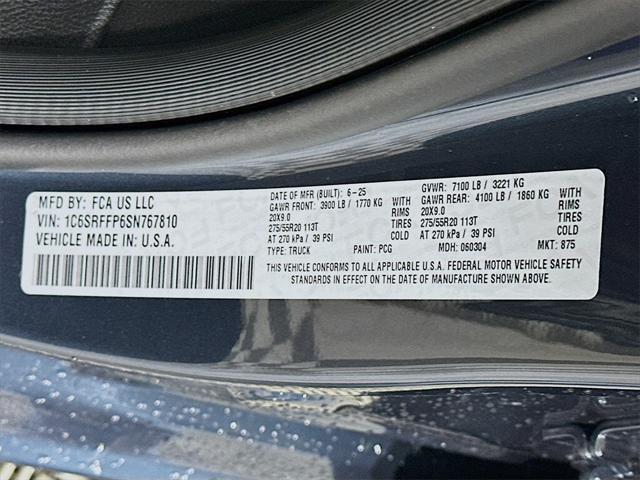 MFD BY: FCA US LLC
VIN: 1C6SRFFP6SN767810
VEHICLE MADE IN: U.S.A.
DATE OF MFR (BUILT): 6-25
GAWR FRONT: 3900 LB / 1770 KG WITH
20X9.0 RIMS
275/55R20 113T TIRES
AT 270 kPa / 39 PSI COLD
TYPE: TRUCK PAINT: PCG
GVWR: 7100 LB / 3221 KG
GAWR REAR: 4100 LB / 1860 KG WITH
20X9.0 RIMS
275/55R20 113T TIRES
AT 270 kPa / 39 PSI COLD
MDH: 060304 MKT: 875
THIS VEHICLE CONFORMS TO ALL APPLICABLE U.S.A. FEDERAL MOTOR VEHICLE SAFETY
STANDARDS IN EFFECT ON THE DATE OF MANUFACTURE SHOWN ABOVE.